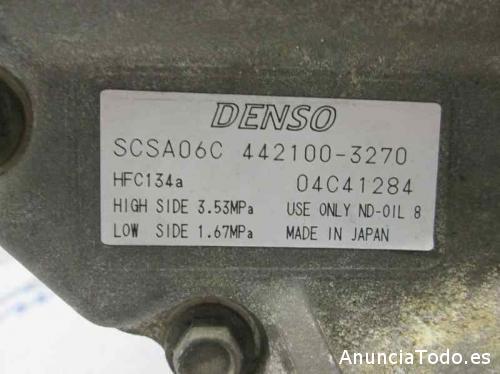 DENSO
SCSA06C 442100-3270
HFC134a 04C41284
HIGH SIDE 3.53MPa USE ONLY ND-OIL 8
LOW SIDE 1.67MPa MADE IN JAPAN
AnunciaTodo.es